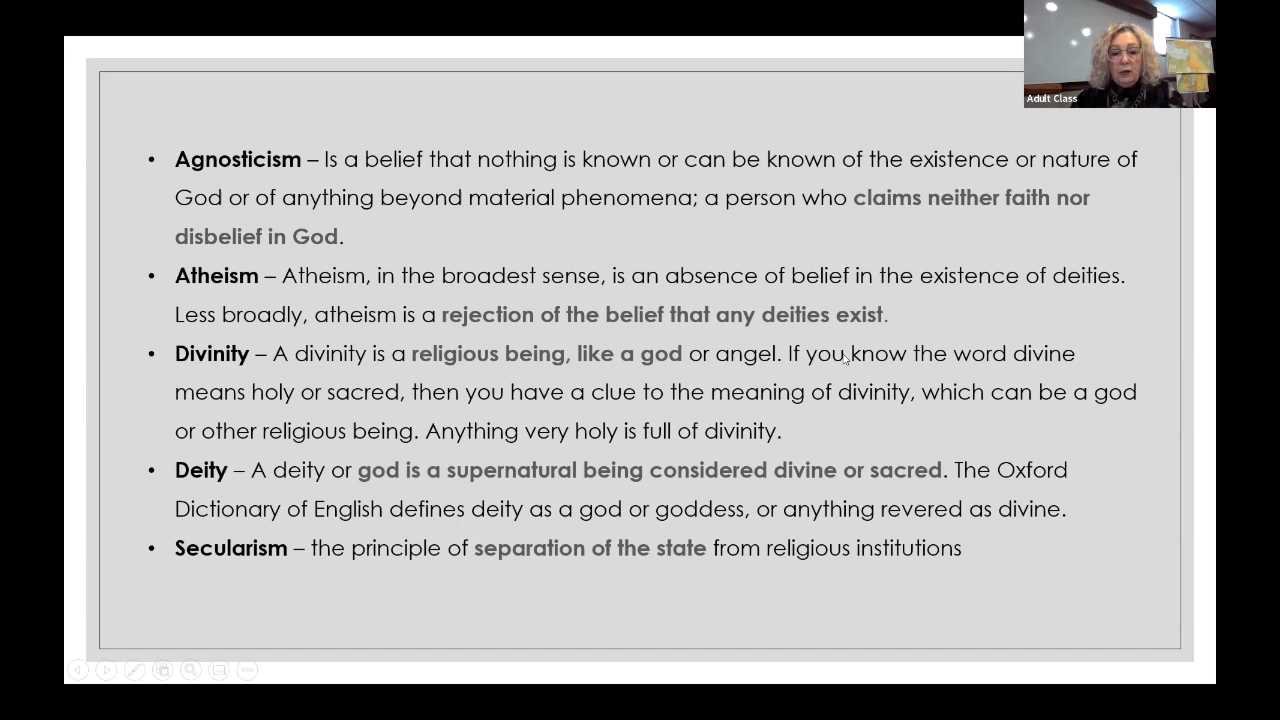 Adult Class
• Agnosticism – Is a belief that nothing is known or can be known of the existence or nature of
God or of anything beyond material phenomena; a person who claims neither faith nor
disbelief in God.
• Atheism – Atheism, in the broadest sense, is an absence of belief in the existence of deities.
Less broadly, atheism is a rejection of the belief that any deities exist.
• Divinity – A divinity is a religious being, like a god or angel. If you know the word divine
means holy or sacred, then you have a clue to the meaning of divinity, which can be a god
or other religious being. Anything very holy is full of divinity.
• Deity – A deity or god is a supernatural being considered divine or sacred. The Oxford
Dictionary of English defines deity as a god or goddess, or anything revered as divine.
• Secularism – the principle of separation of the state from religious institutions